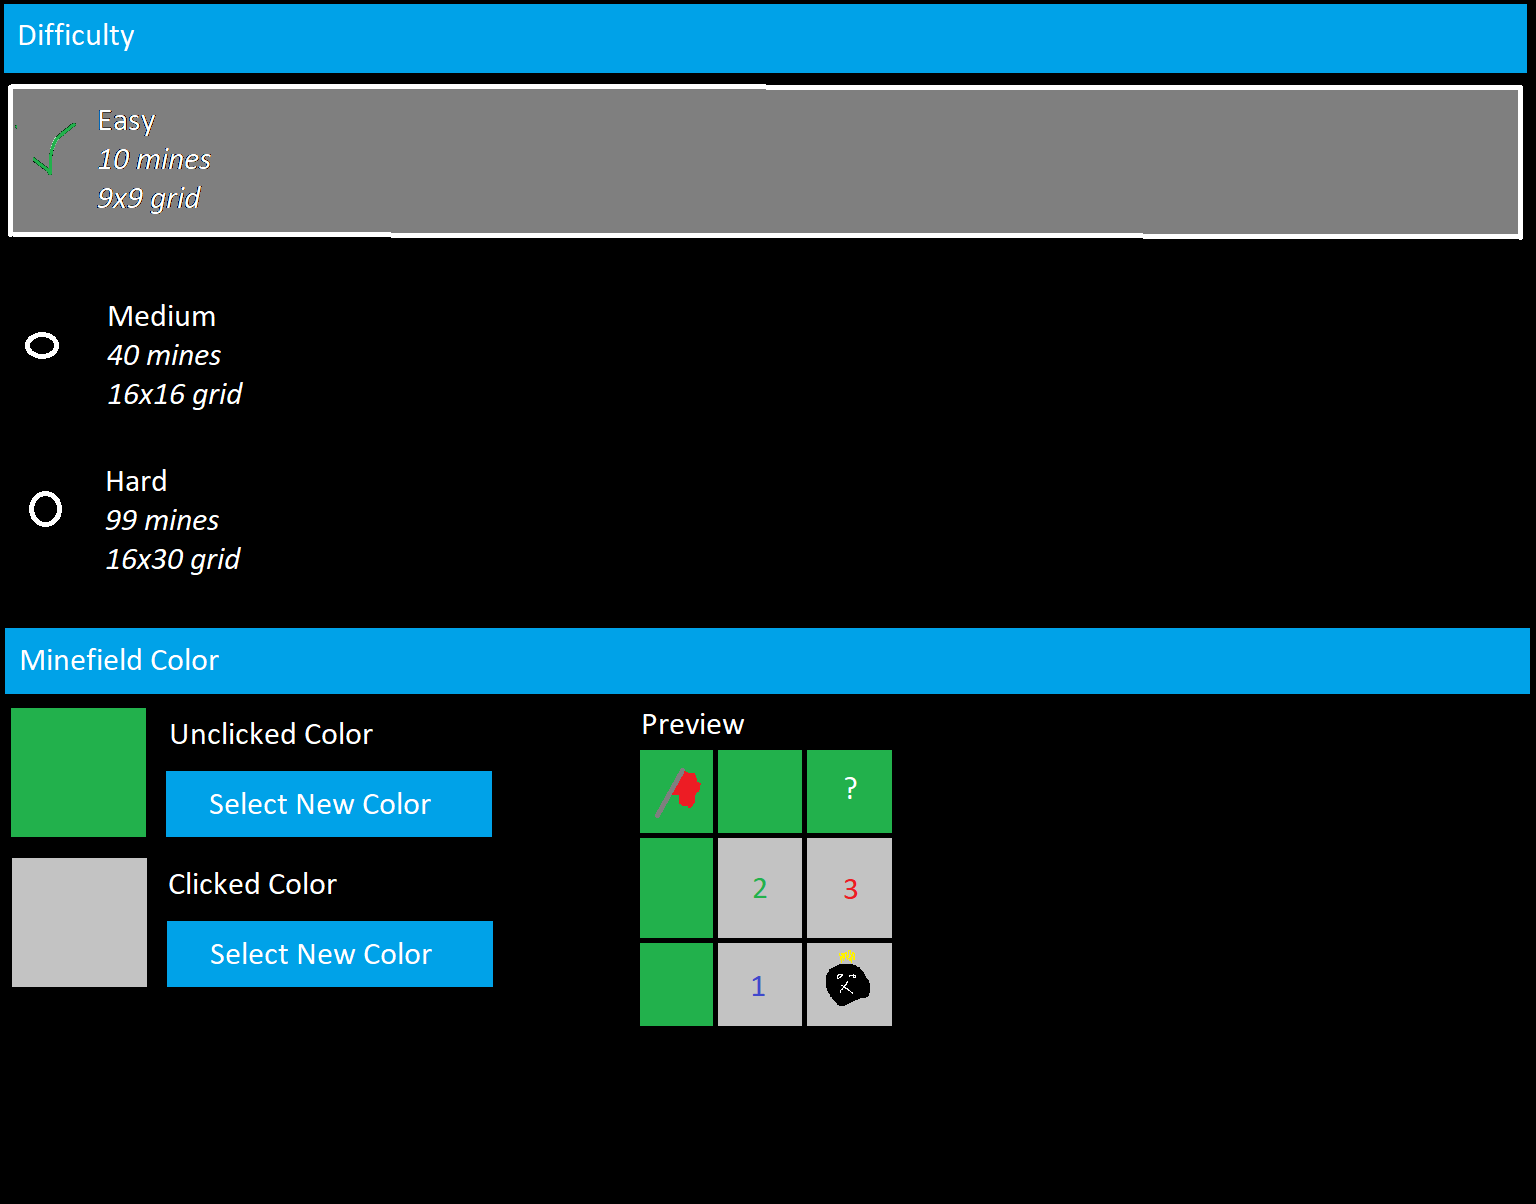 Difficulty
Easy
10 mines
9x9 grid
Medium
40 mines
16x16 grid
Hard
99 mines
16x30 grid
Minefield Color
Unclicked Color
Select New Color
Clicked Color
Select New Color
Preview
?
2 3
1